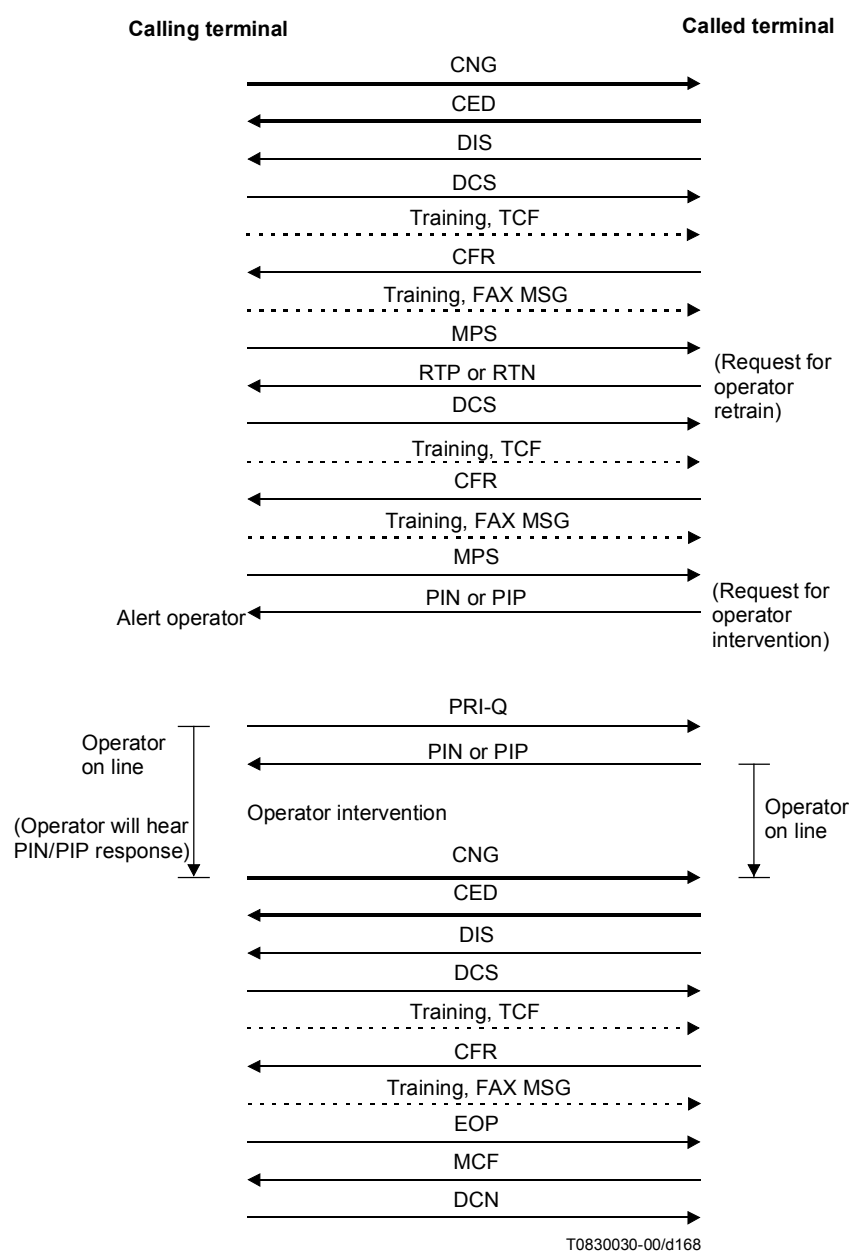 Calling terminal
Called terminal
CNG
CED
DIS
DCS
Training, TCF
CFR
Training, FAX MSG
MPS
RTP or RTN
(Request for
operator
retrain)
DCS
Training, TCF
CFR
Training, FAX MSG
MPS
PIN or PIP
Alert operator
(Request for
operator
intervention)
PRI-Q
Operator
on line
PIN or PIP
Operator intervention
Operator
on line
(Operator will hear
PIN/PIP response)
CNG
CED
DIS
DCS
Training, TCF
CFR
Training, FAX MSG
EOP
MCF
DCN
T0830030-00/d168